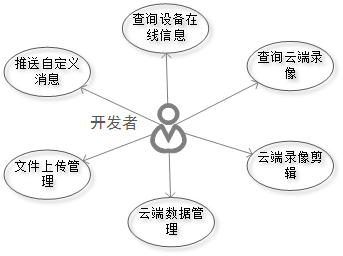 查询设备在
线信息
推送自定义
消息
查询云端录
像
开发者
文件上传管
理
云端录像剪
辑
云端数据管
理